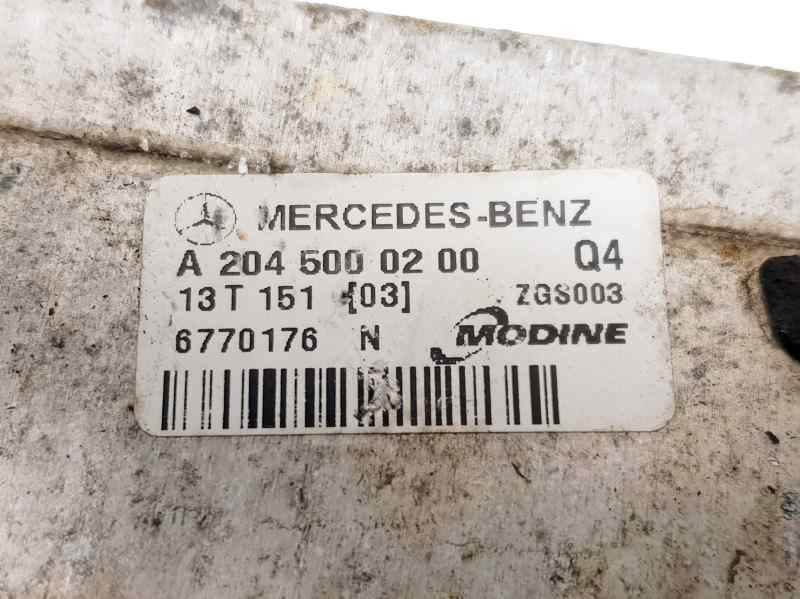 MERCEDES-BENZ
A 204 500 02 00 Q4
13 T 151 [03] ZGS003
6770176 N MODINE